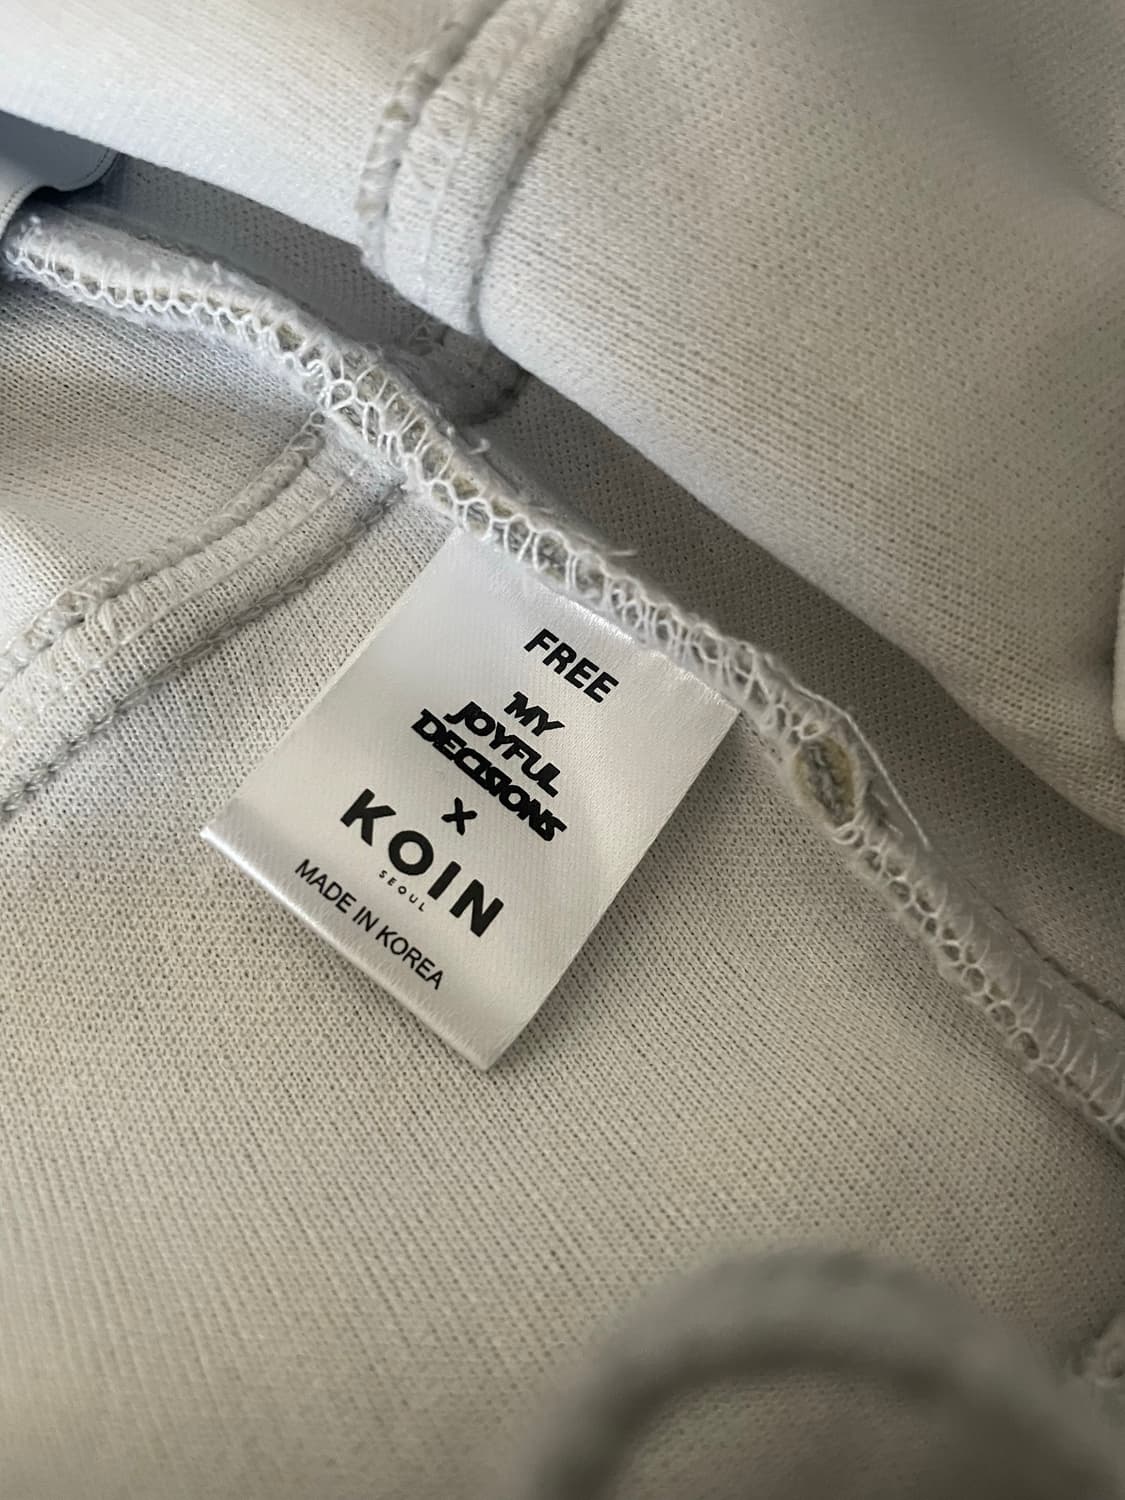 FREE
MY
JOYFUL
DECISIONS
×
KOIN
SEOUL
MADE IN KOREA